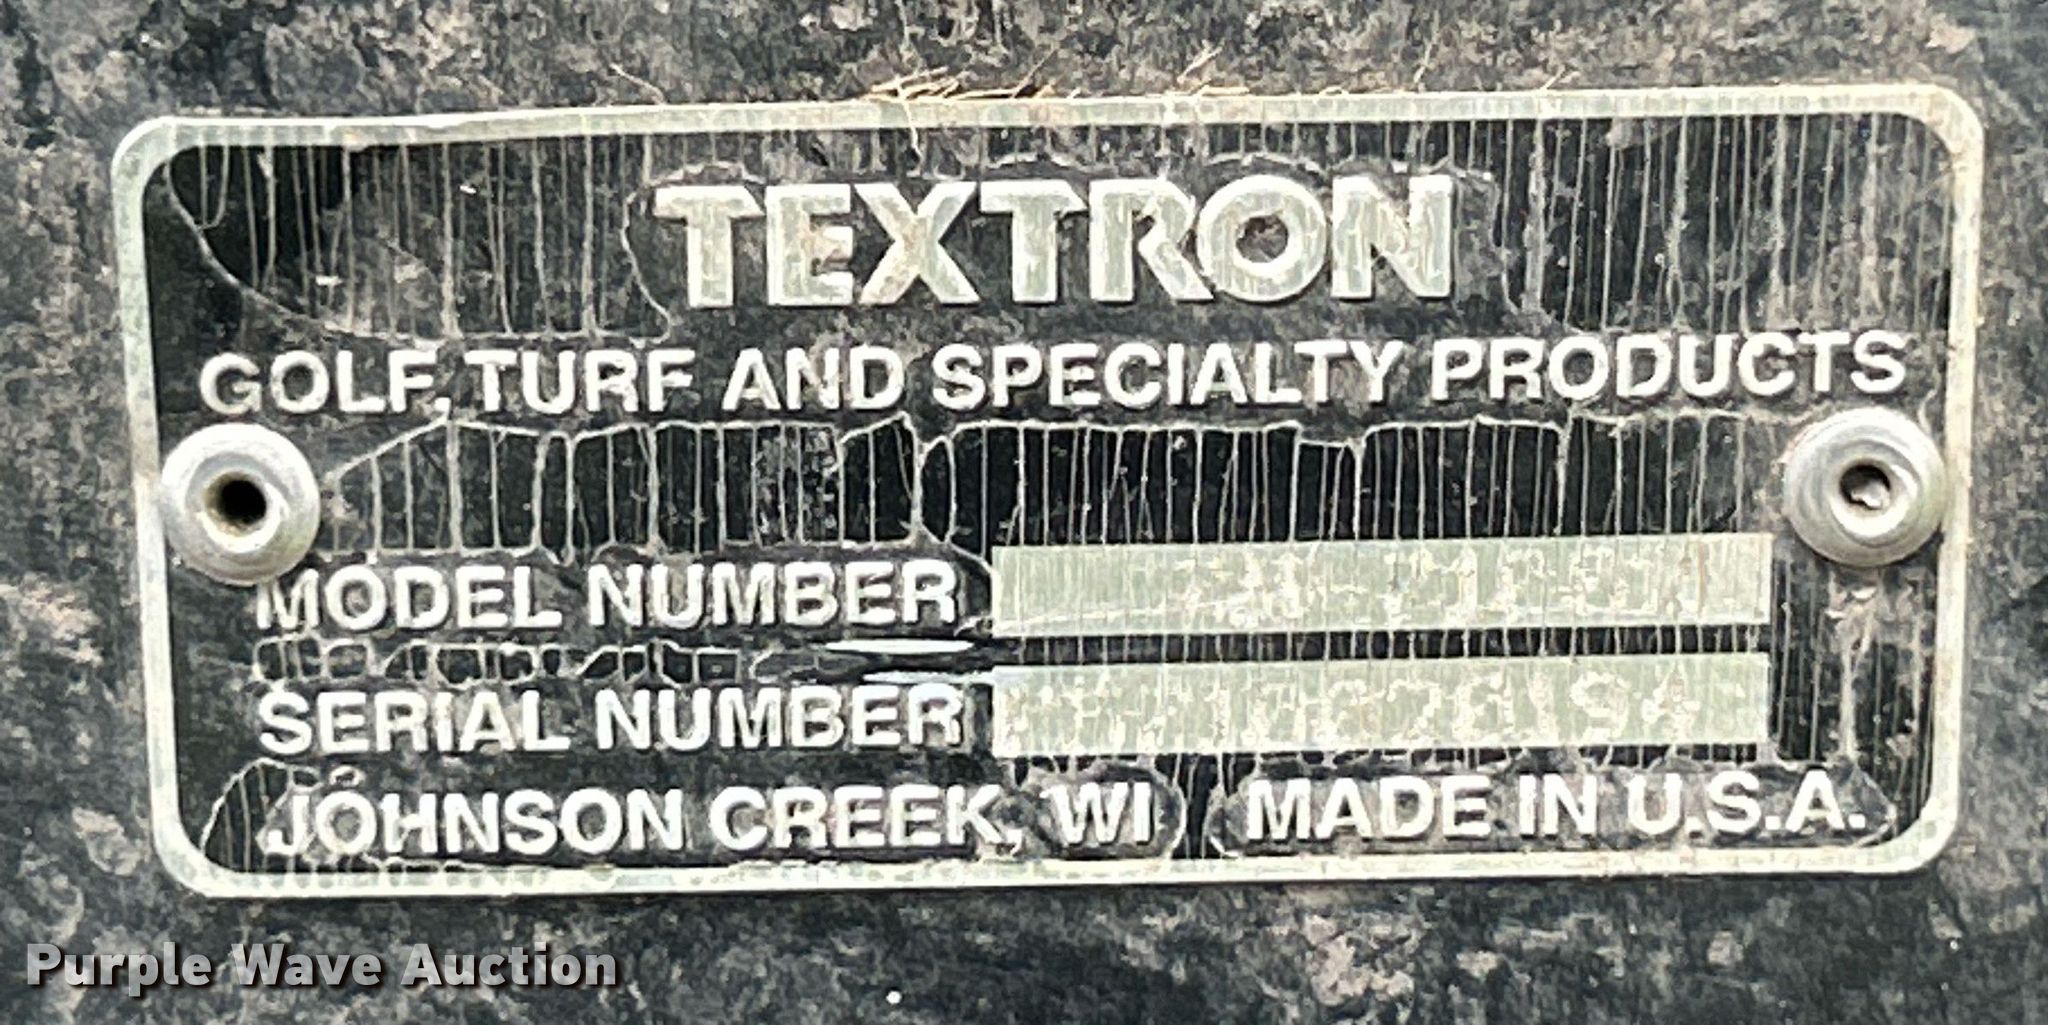 TEXTRON
GOLF, TURF AND SPECIALTY PRODUCTS
MODEL NUMBER
SERIAL NUMBER
JOHNSON CREEK, WI MADE IN U.S.A.
Purple Wave Auction